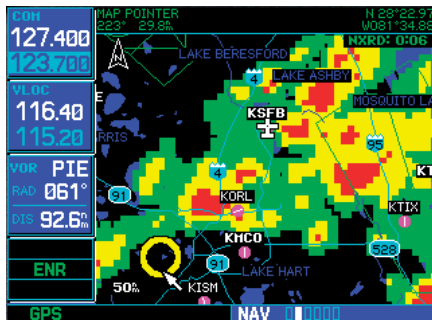 COM
127.400
123.700
VLOC
116.40
115.20
VOR PIE
RAD 061°
DIS 92.6nm
ENR
GPS
MAP POINTER
223° 29.8nm
N 28°22.97
W081°34.88
NXRD: 0:06
LAKE BERESFORD
4
LAKE ASHBY
KSFB
MOSQUITO LA
E
RRIS
95
4
KT
91
KORL
KTIX
KMCO
528
91
LAKE HART
50nm
KISM
NAV